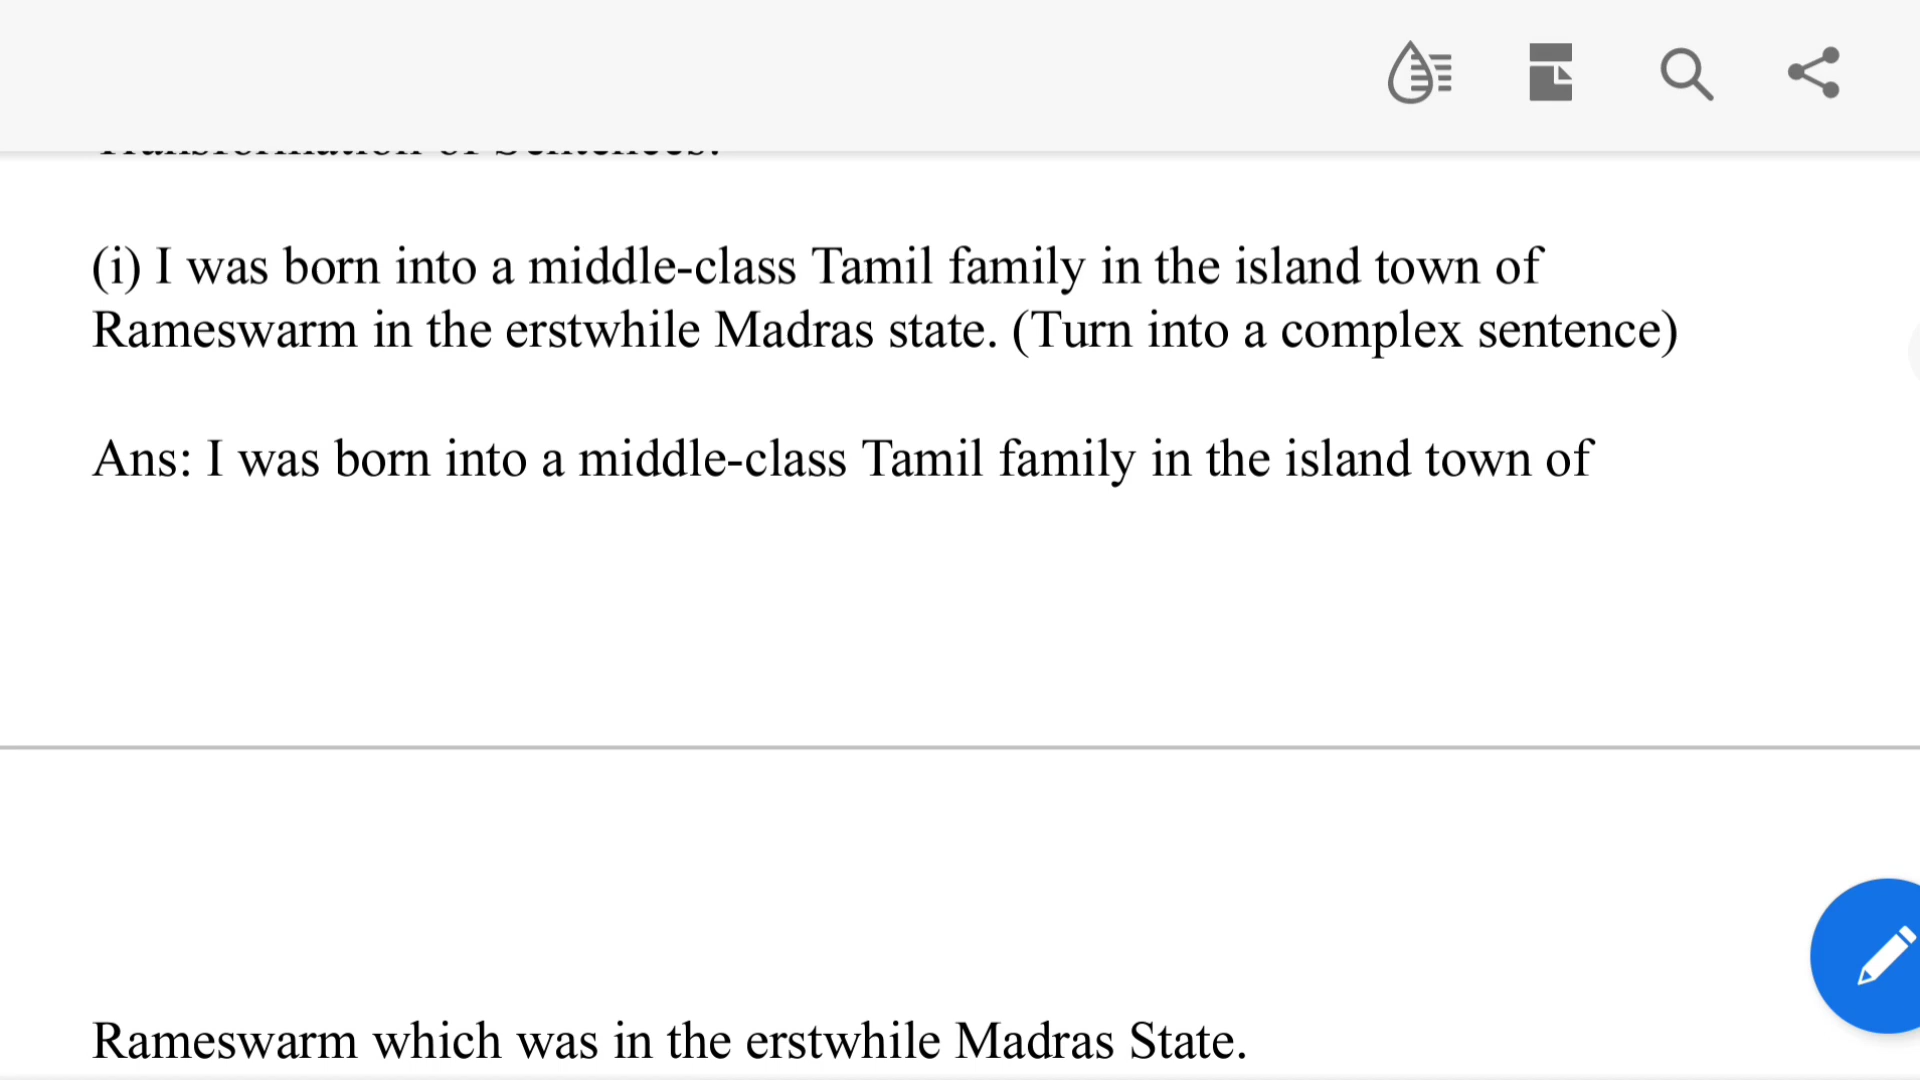 (i) I was born into a middle-class Tamil family in the island town of
Rameswarm in the erstwhile Madras state. (Turn into a complex sentence)
Ans: I was born into a middle-class Tamil family in the island town of
Rameswarm which was in the erstwhile Madras State.